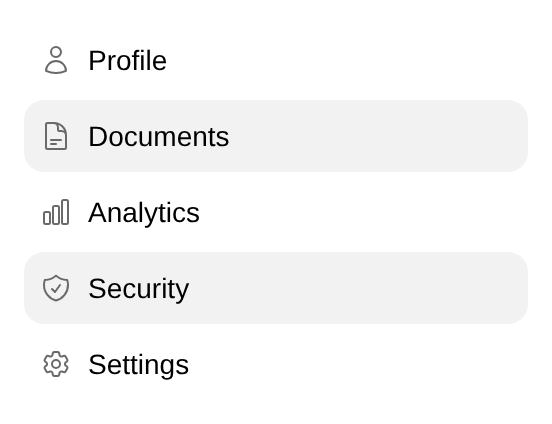 Profile
Documents
Analytics
Security
Settings